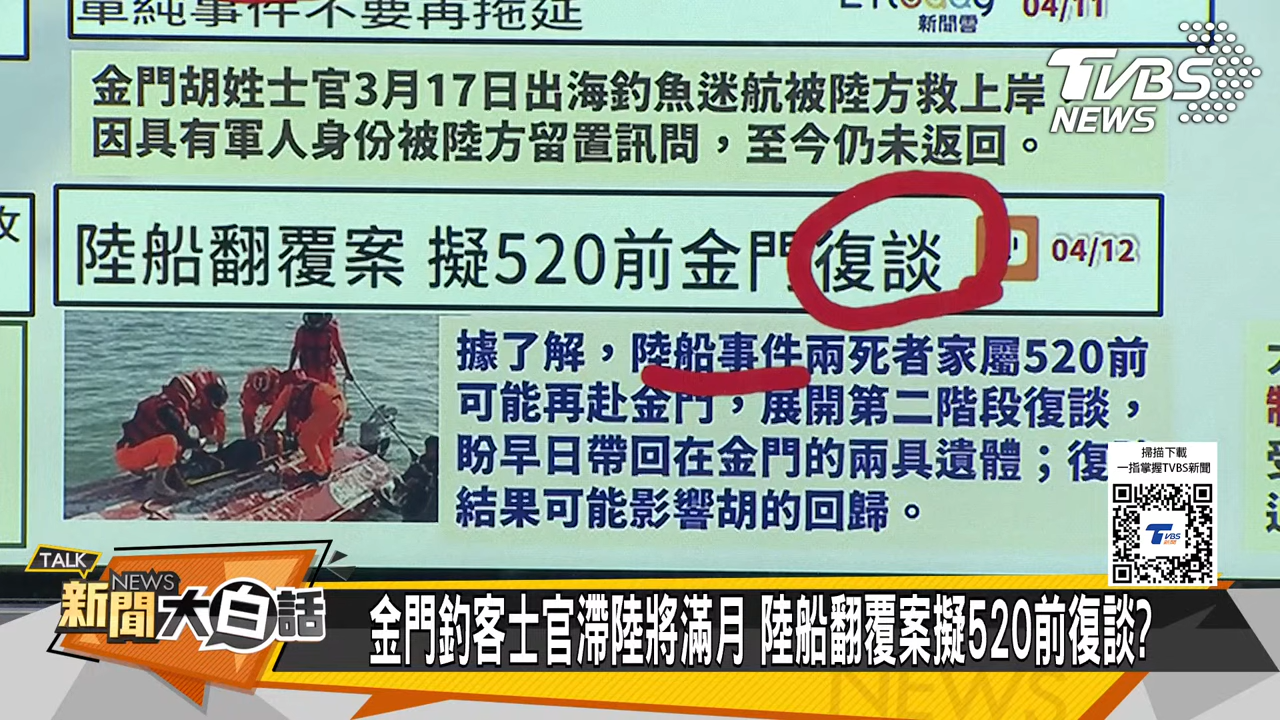 單純事件不要再拖延
ETtoday
新聞雲
04/11
TVBS
NEWS
金門胡姓士官3月17日出海釣魚迷航被陸方救上岸，
因具有軍人身份被陸方留置訊問，至今仍未返回。
陸船翻覆案 擬520前金門復談
04/12
據了解，陸船事件兩死者家屬520前
可能再赴金門，展開第二階段復談，
盼早日帶回在金門的兩具遺體；復
結果可能影響胡的回歸。
掃描下載
一指掌握TVBS新聞
TVBS
新聞
TALK
NEWS
新聞大白話
金門釣客士官滯陸將滿月 陸船翻覆案擬520前復談?
NEWS